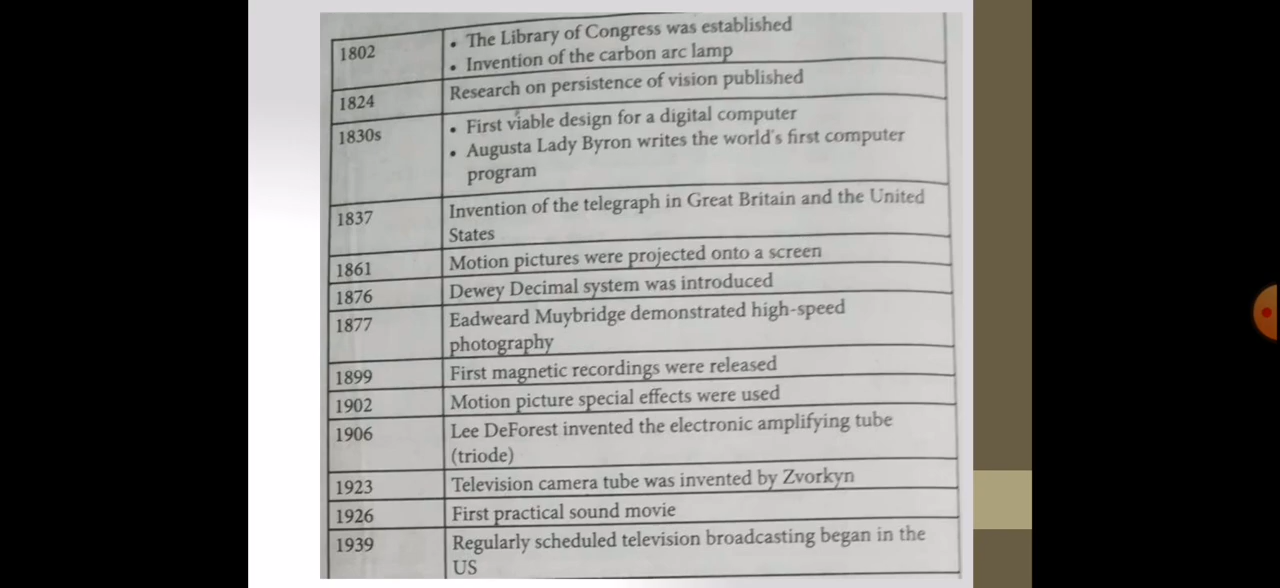 1802
• The Library of Congress was established
• Invention of the carbon arc lamp
1824
Research on persistence of vision published
1830s
• First viable design for a digital computer
• Augusta Lady Byron writes the world's first computer
program
1837
Invention of the telegraph in Great Britain and the United
States
1861
Motion pictures were projected onto a screen
1876
Dewey Decimal system was introduced
1877
Eadweard Muybridge demonstrated high-speed
photography
1899
First magnetic recordings were released
1902
Motion picture special effects were used
1906
Lee DeForest invented the electronic amplifying tube
(triode)
1923
Television camera tube was invented by Zvorkyn
1926
First practical sound movie
1939
Regularly scheduled television broadcasting began in the
US